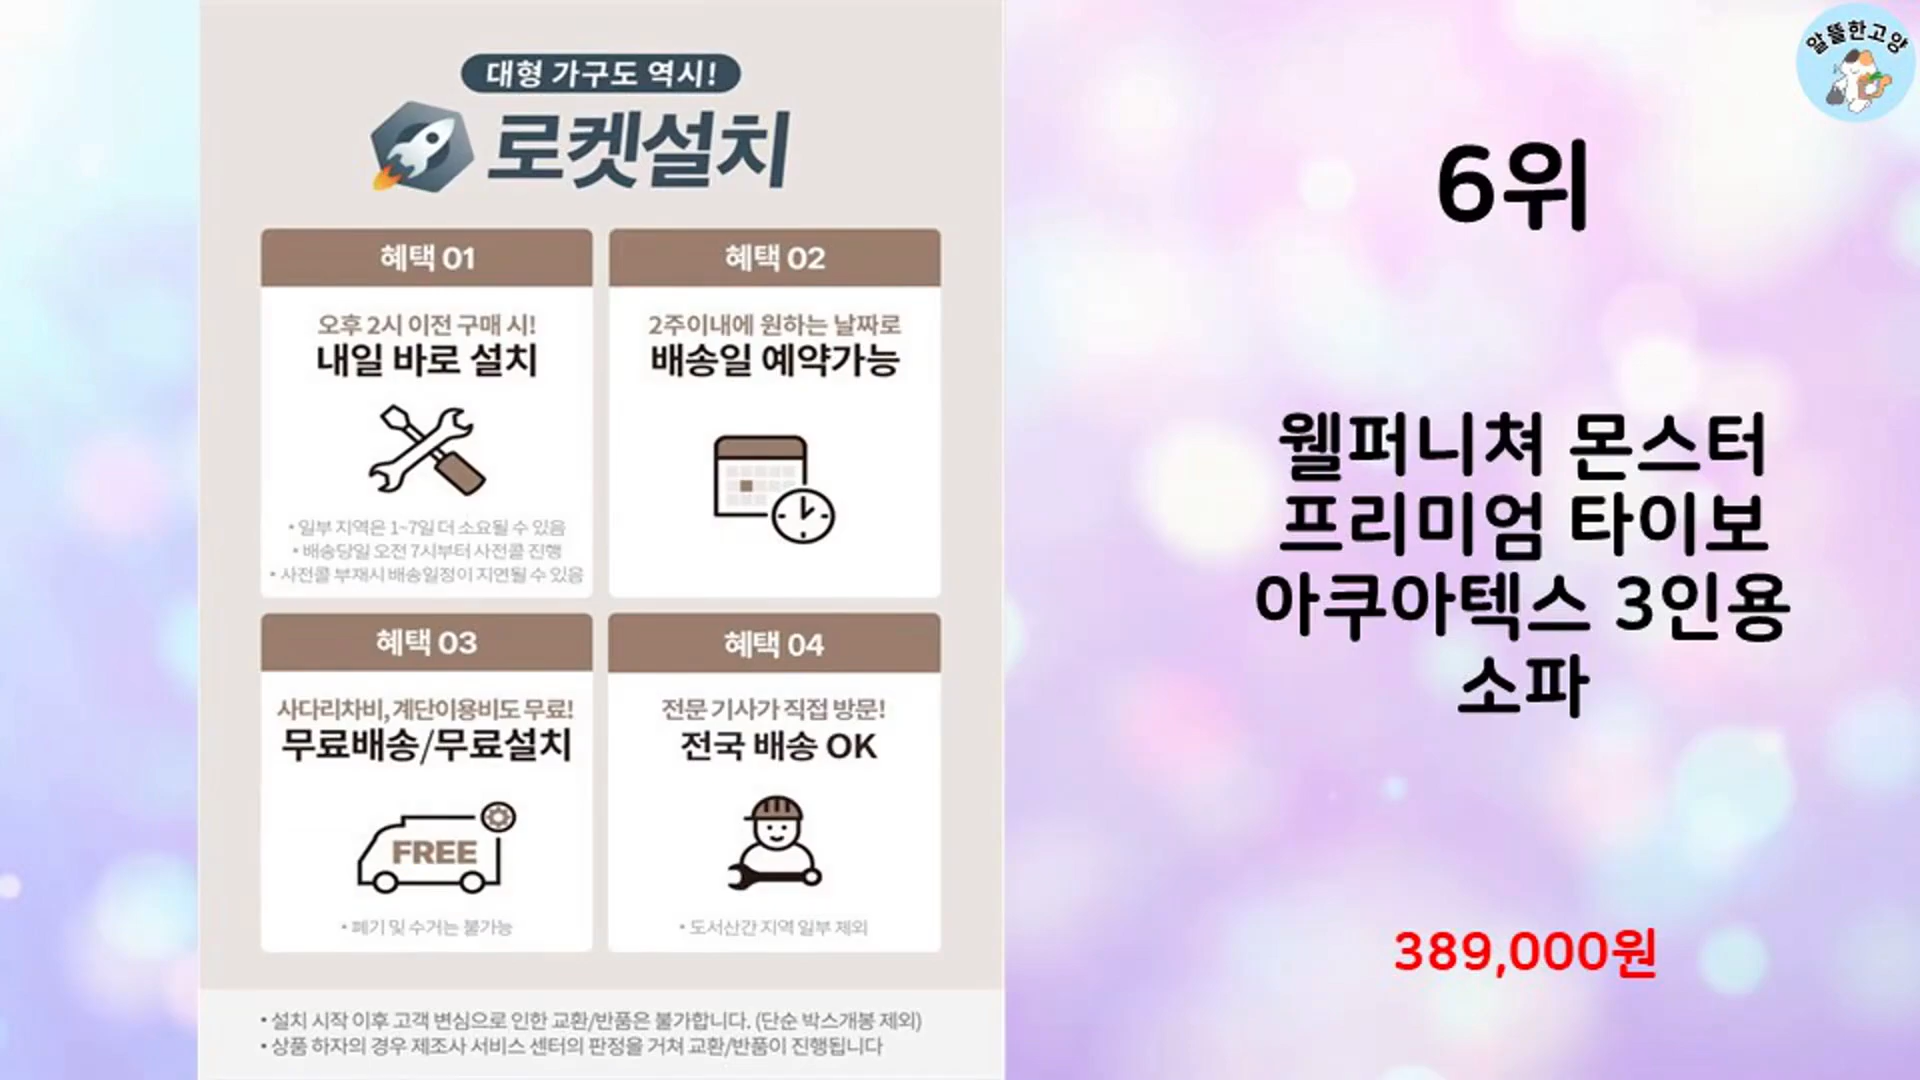 대형 가구도 역시!
로켓설치
혜택 01
오후 2시 이전 구매 시!
내일 바로 설치
• 일부 지역은 1~7일 더 소요될 수 있음
• 배송당일 오전 7시부터 사전콜 진행
• 사전콜 부재시 배송일정이 지연될 수 있음
혜택 02
2주이내에 원하는 날짜로
배송일 예약가능
혜택 03
사다리차비, 계단이용비도 무료!
무료배송/무료설치
FREE
• 폐기 및 수거는 불가능
혜택 04
전문 기사가 직접 방문!
전국 배송 OK
• 도서산간 지역 일부 제외
• 설치 시작 이후 고객 변심으로 인한 교환/반품은 불가합니다. (단순 박스개봉 제외)
• 상품 하자의 경우 제조사 서비스 센터의 판정을 거쳐 교환/반품이 진행됩니다
알뜰한고양
6위
웰퍼니쳐 몬스터
프리미엄 타이보
아쿠아텍스 3인용
소파
389,000원